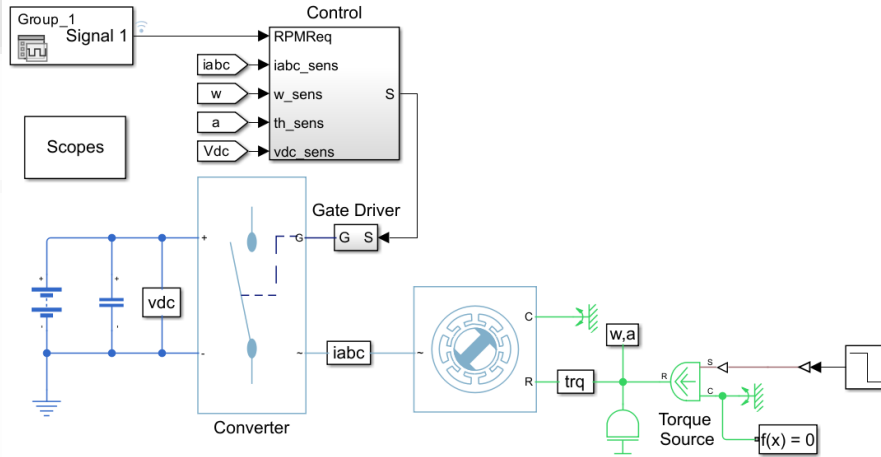 Control
Group_1
Signal 1
RPMReq
iabc
iabc_sens
w
w_sens
S
a
th_sens
Vdc
vdc_sens
Scopes
Gate Driver
+
G
G S
+
+
vdc
-
-
-
~
iabc
~
Converter
C
R
trq
w,a
R
S
C
Torque
Source
f(x) = 0